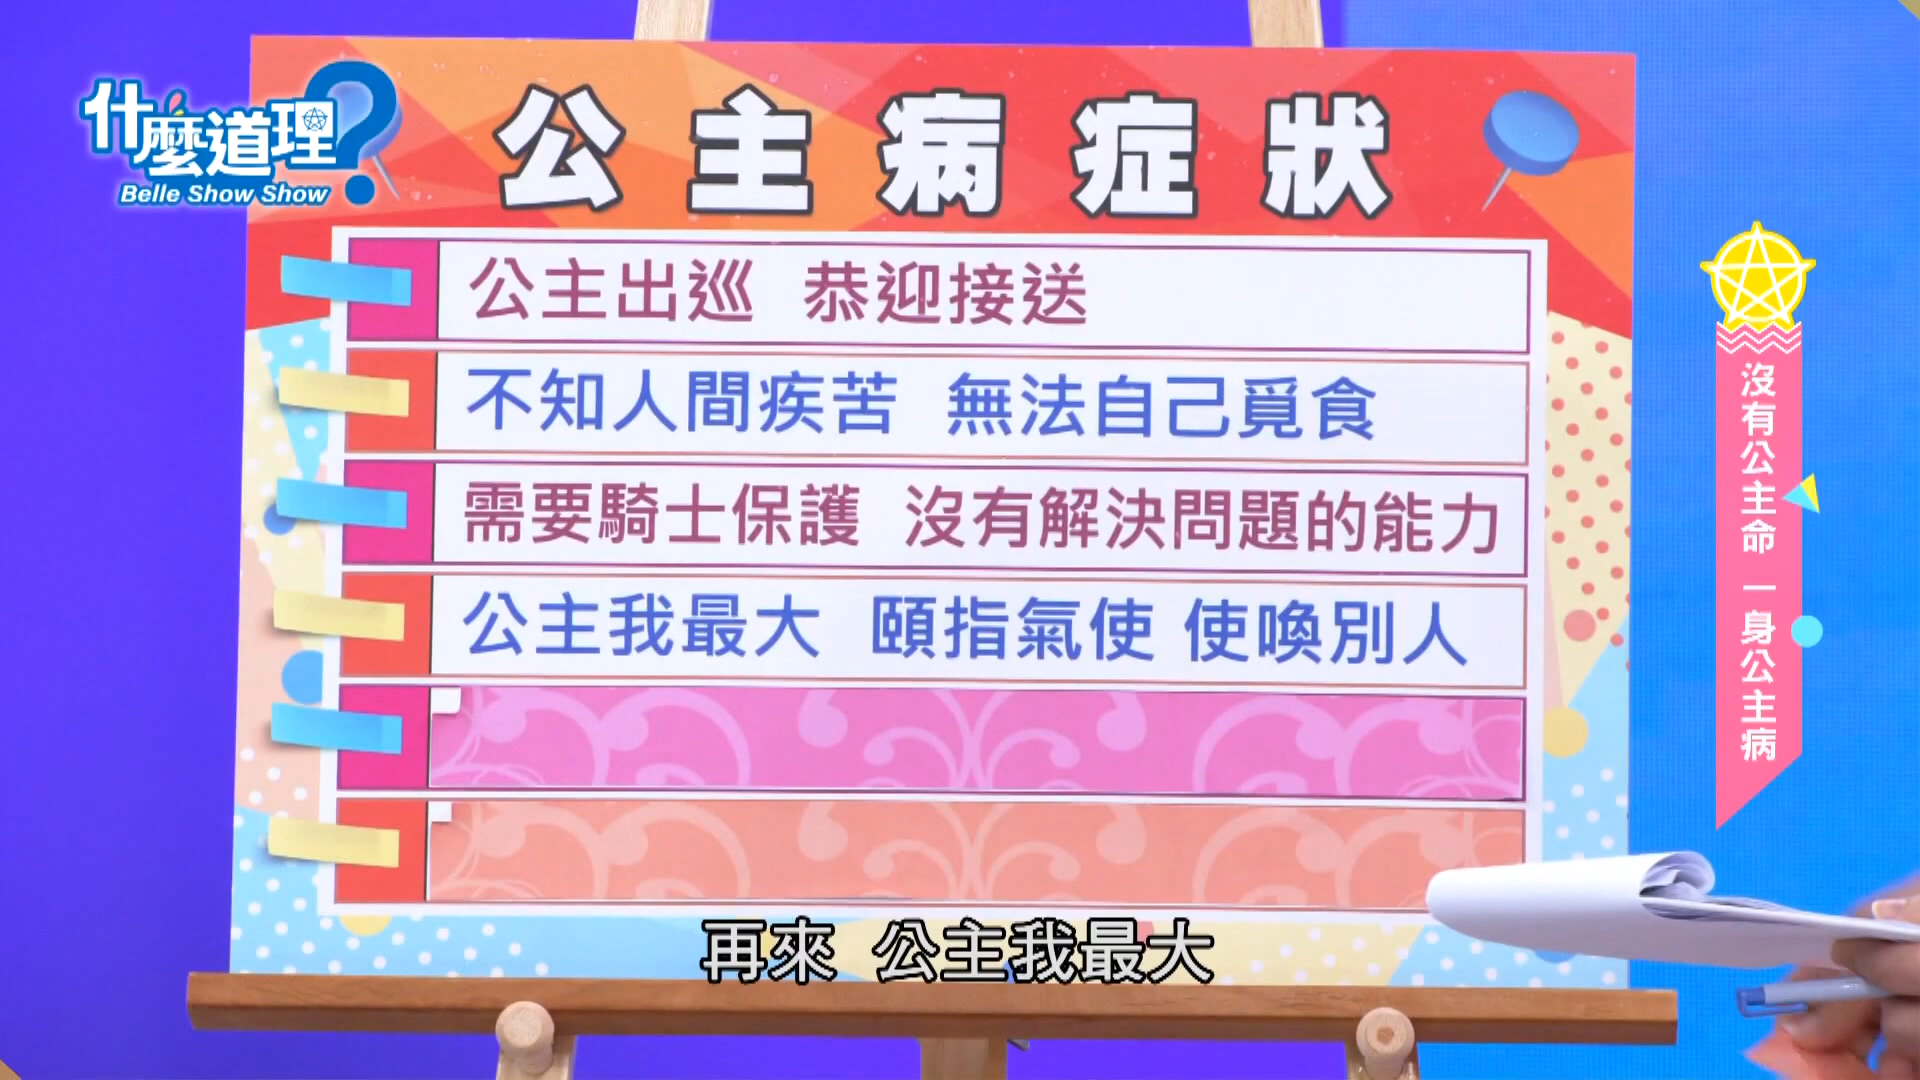 什麼道理?
Belle Show Show
公主病症狀
公主出巡 恭迎接送
不知人間疾苦 無法自己覓食
需要騎士保護 沒有解決問題的能力
公主我最大 頤指氣使 使喚別人
沒有公主命 一身公主病
再來 公主我最大